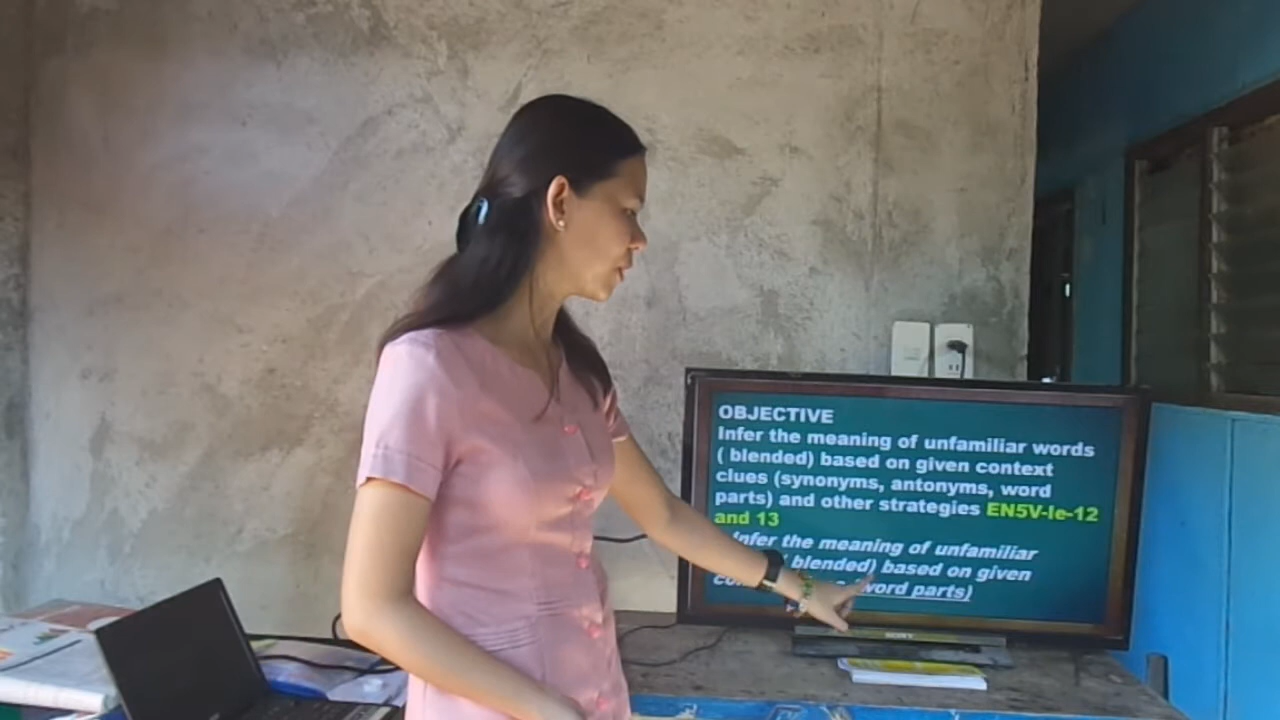 OBJECTIVE
Infer the meaning of unfamiliar words
( blended) based on given context
clues (synonyms, antonyms, word
parts) and other strategies EN5V-Ie-12
and 13
Infer the meaning of unfamiliar
( blended) based on given
word parts)
SONY